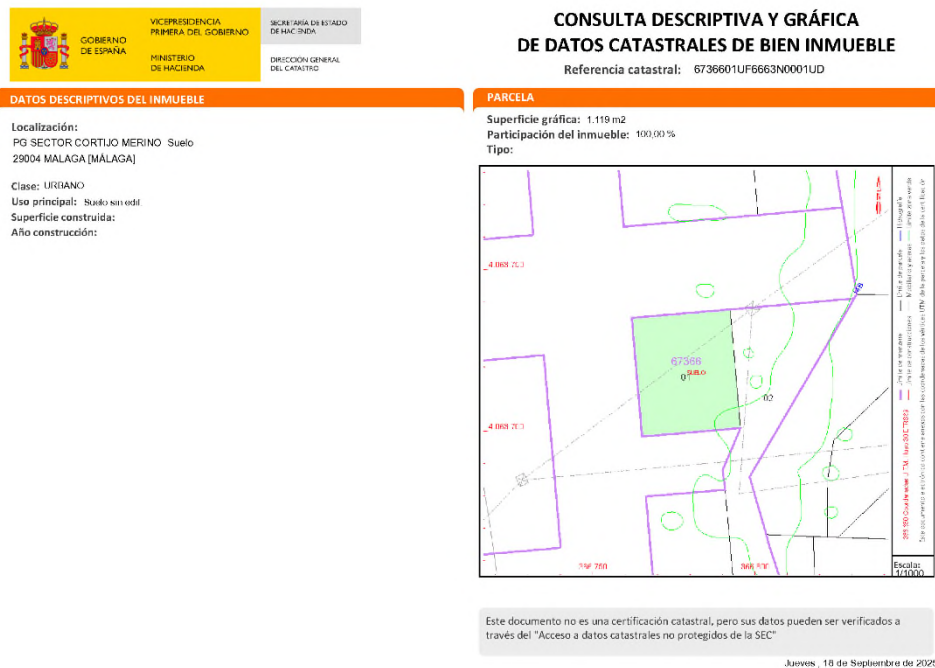 GOBIERNO
DE ESPAÑA
VICEPRESIDENCIA
PRIMERA DEL GOBIERNO
MINISTERIO
DE HACIENDA
SECRETARÍA DE ESTADO
DE HACIENDA
DIRECCIÓN GENERAL
DEL CATASTRO
CONSULTA DESCRIPTIVA Y GRÁFICA
DE DATOS CATASTRALES DE BIEN INMUEBLE
Referencia catastral: 6736601UF6663N0001UD
DATOS DESCRIPTIVOS DEL INMUEBLE
Localización:
PG SECTOR CORTIJO MERINO Suelo
29004 MALAGA [MÁLAGA]
Clase: URBANO
Uso principal: Suelo sin edif.
Superficie construida:
Año construcción:
PARCELA
Superficie gráfica: 1.119 m2
Participación del inmueble: 100,00 %
Tipo:
67366
01
SUELO
02
Escala:
1/1000
Este documento no es una certificación catastral, pero sus datos pueden ser verificados a
través del "Acceso a datos catastrales no protegidos de la SEC"
Jueves , 18 de Septiembre de 2025